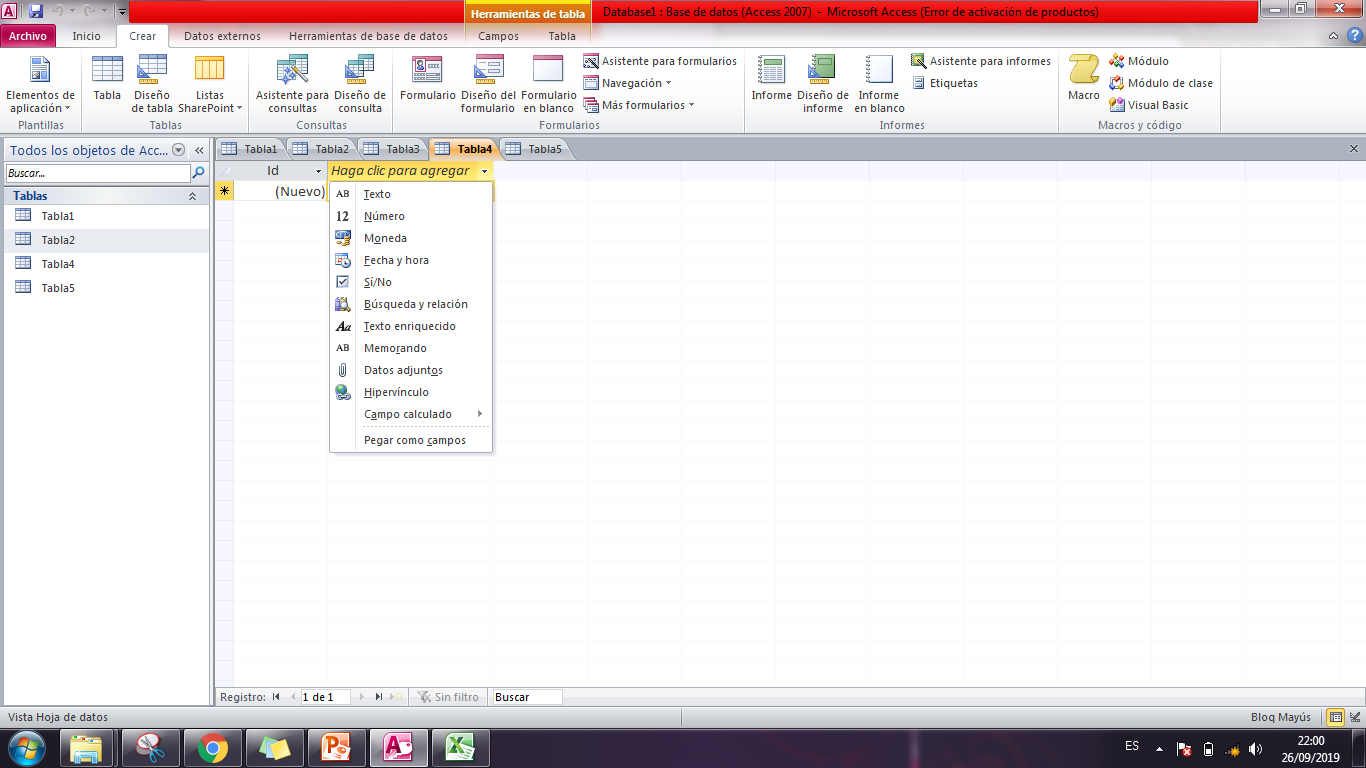 Herramientas de tabla
Database1 : Base de datos (Access 2007) - Microsoft Access (Error de activación de productos)
Archivo Inicio Crear Datos externos Herramientas de base de datos Campos Tabla
Elementos de aplicación
Tabla
Diseño de tabla
Listas SharePoint
Asistente para consultas
Diseño de consulta
Formulario
Diseño del formulario
Formulario en blanco
Asistente para formularios
Navegación
Más formularios
Informe
Diseño de informe
Informe en blanco
Asistente para informes
Etiquetas
Macro
Módulo
Módulo de clase
Visual Basic
Plantillas Tablas Consultas Formularios Informes Macros y código
Todos los objetos de Acc...
Buscar...
Tablas
Tabla1
Tabla2
Tabla4
Tabla5
Tabla1 Tabla2 Tabla3 Tabla4 Tabla5
Id Haga clic para agregar
(Nuevo)
AB Texto
12 Número
Moneda
Fecha y hora
Sí/No
Búsqueda y relación
Aa Texto enriquecido
AB Memorando
Datos adjuntos
Hipervínculo
Campo calculado
Pegar como campos
Registro: 1 de 1 Sin filtro Buscar
Vista Hoja de datos Bloq Mayús
ES 22:00
26/09/2019